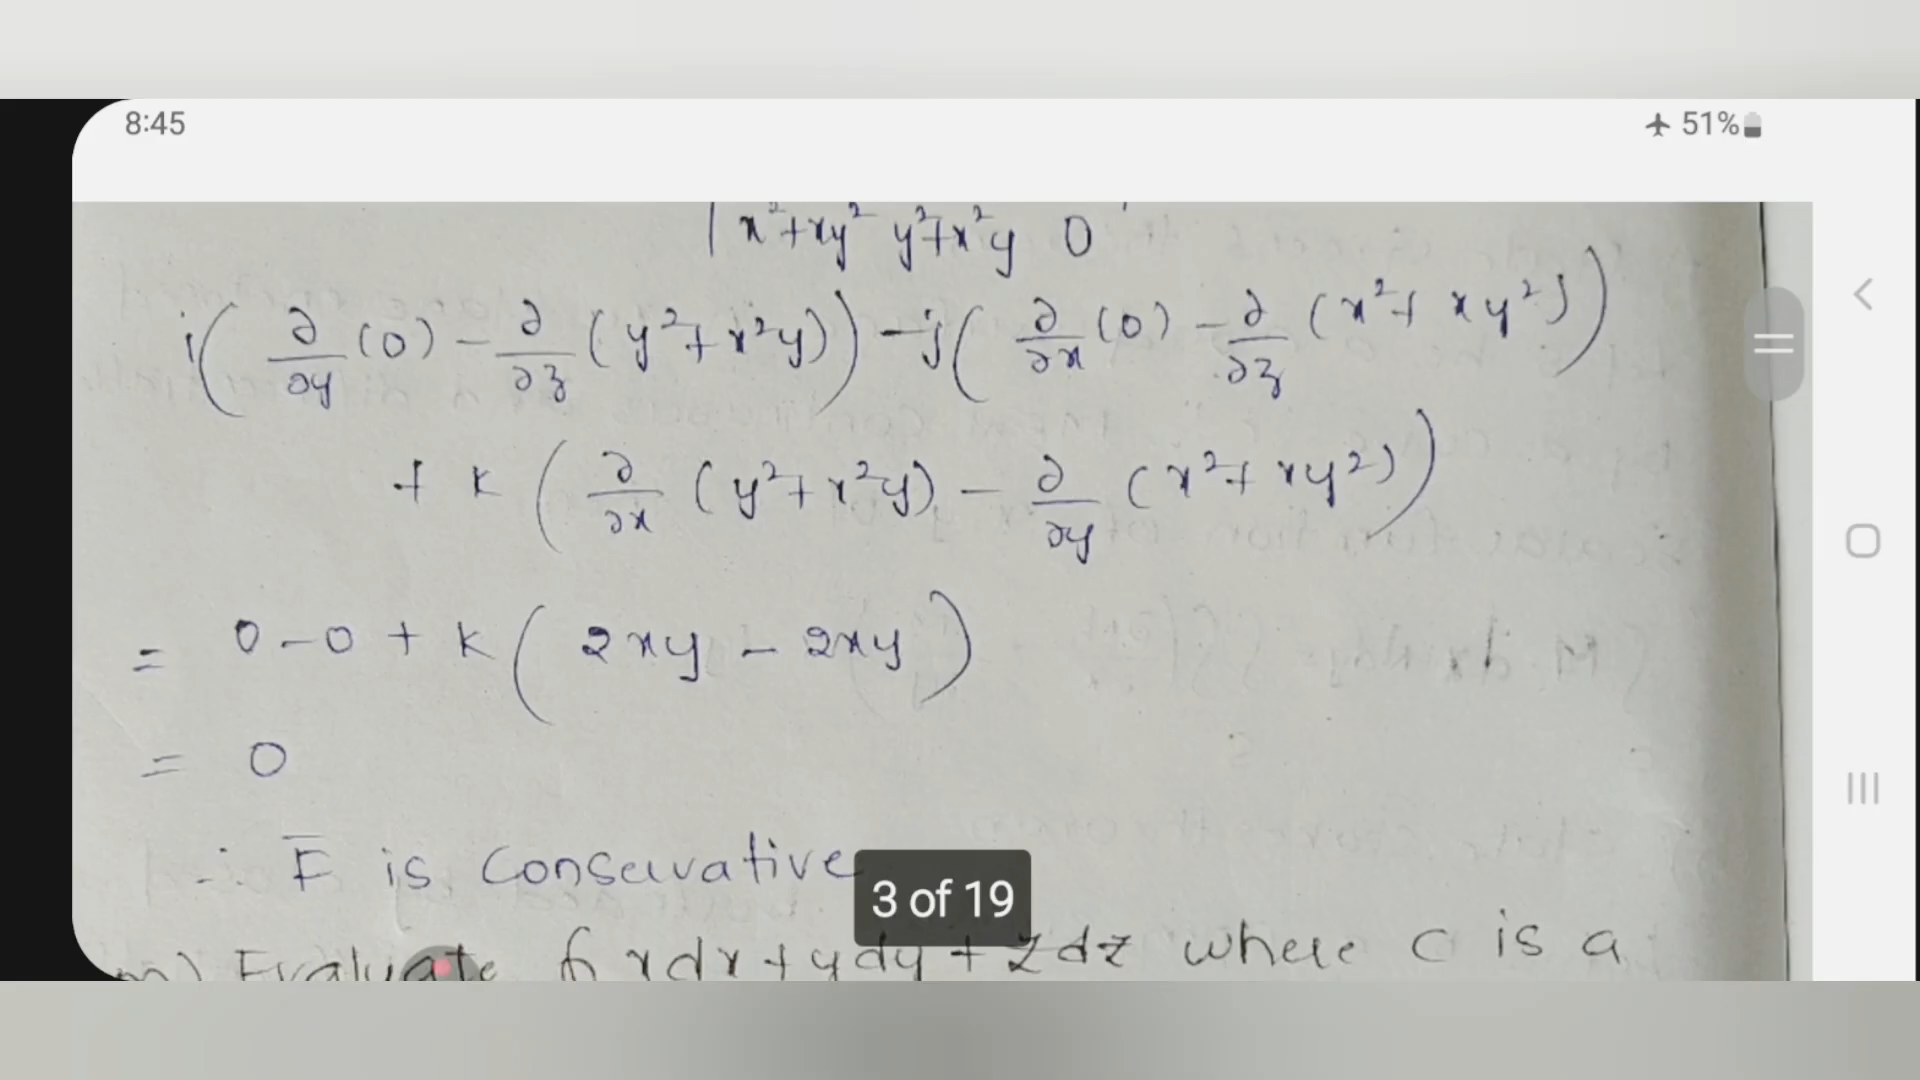 8:45 51%
| x²+xy² y²+x²y 0
i( ∂/∂y (0) - ∂/∂z (y²+x²y)) - j( ∂/∂x (0) - ∂/∂z (x²+xy²))
+ k ( ∂/∂x (y²+x²y) - ∂/∂y (x²+xy²))
= 0-0 + k ( 2xy - 2xy )
= 0
∴ F̅ is conservative
3 of 19
m) Evaluate ∮ xdx+ydy+zdz where C is a